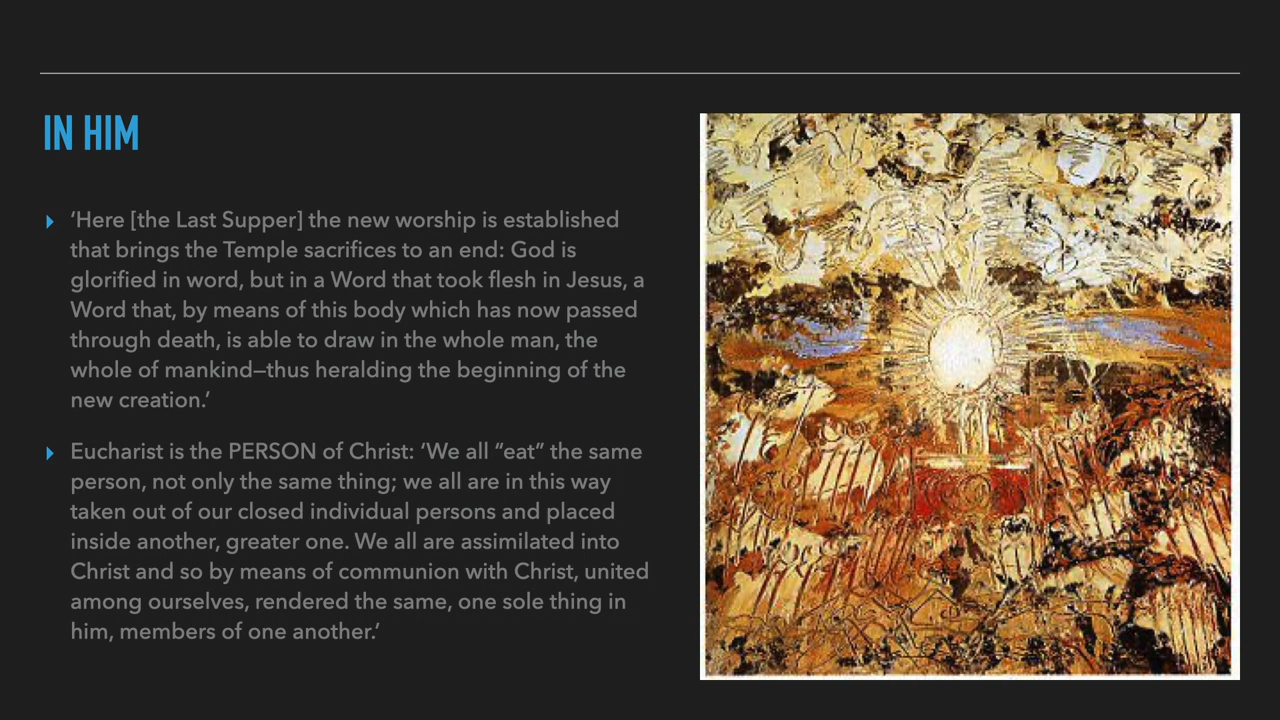 IN HIM
‘Here [the Last Supper] the new worship is established
that brings the Temple sacrifices to an end: God is
glorified in word, but in a Word that took flesh in Jesus, a
Word that, by means of this body which has now passed
through death, is able to draw in the whole man, the
whole of mankind—thus heralding the beginning of the
new creation.’
Eucharist is the PERSON of Christ: ‘We all “eat” the same
person, not only the same thing; we all are in this way
taken out of our closed individual persons and placed
inside another, greater one. We all are assimilated into
Christ and so by means of communion with Christ, united
among ourselves, rendered the same, one sole thing in
him, members of one another.’